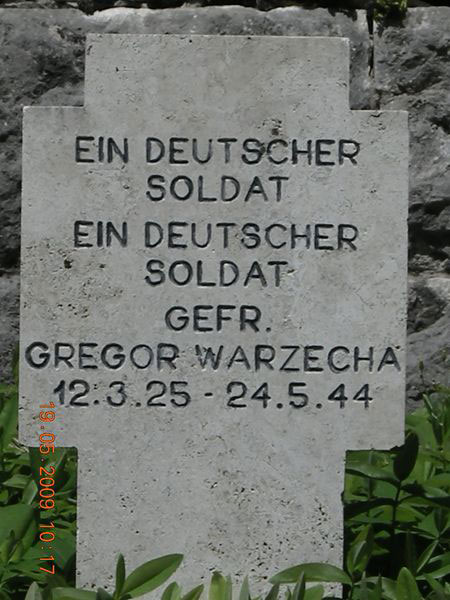 EIN DEUTSCHER
SOLDAT
EIN DEUTSCHER
SOLDAT
GEFR.
GREGOR WARZECHA
12.3.25 - 24.5.44
19.05.2009 10:17